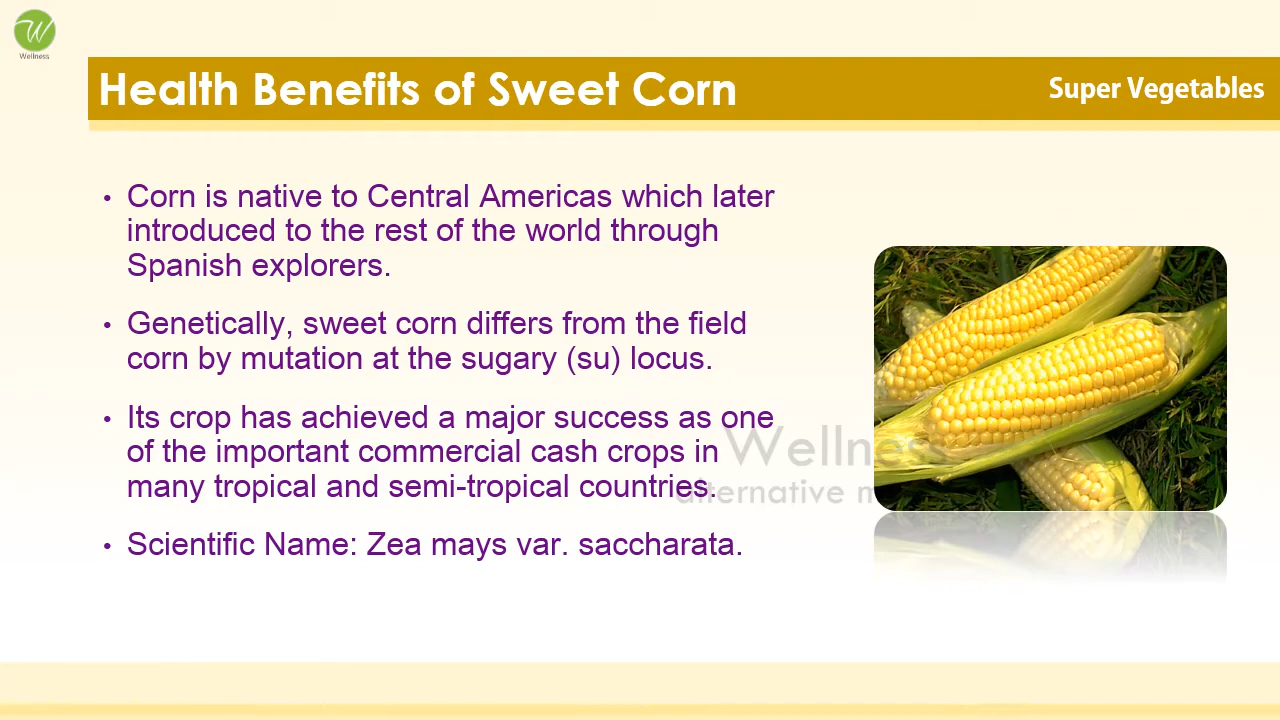 W
Wellness
Health Benefits of Sweet Corn
Super Vegetables
• Corn is native to Central Americas which later
introduced to the rest of the world through
Spanish explorers.
• Genetically, sweet corn differs from the field
corn by mutation at the sugary (su) locus.
• Its crop has achieved a major success as one
of the important commercial cash crops in
many tropical and semi-tropical countries.
• Scientific Name: Zea mays var. saccharata.
Wellness
alternative